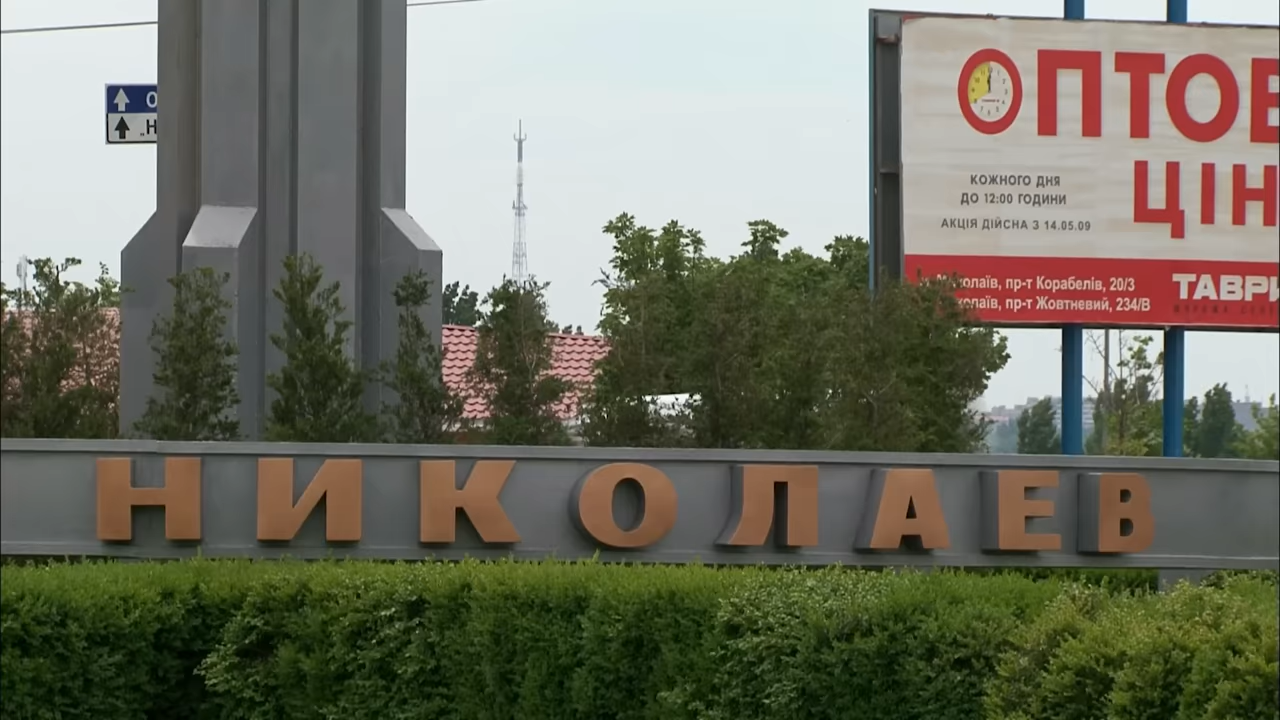 ОПТОВ
ЦІН
КОЖНОГО ДНЯ
ДО 12:00 ГОДИНИ
АКЦІЯ ДІЙСНА З 14.05.09
пр-т Корабелів, 20/3
пр-т Жовтневий, 234/В
ТАВРИ
НИКОЛАЕВ